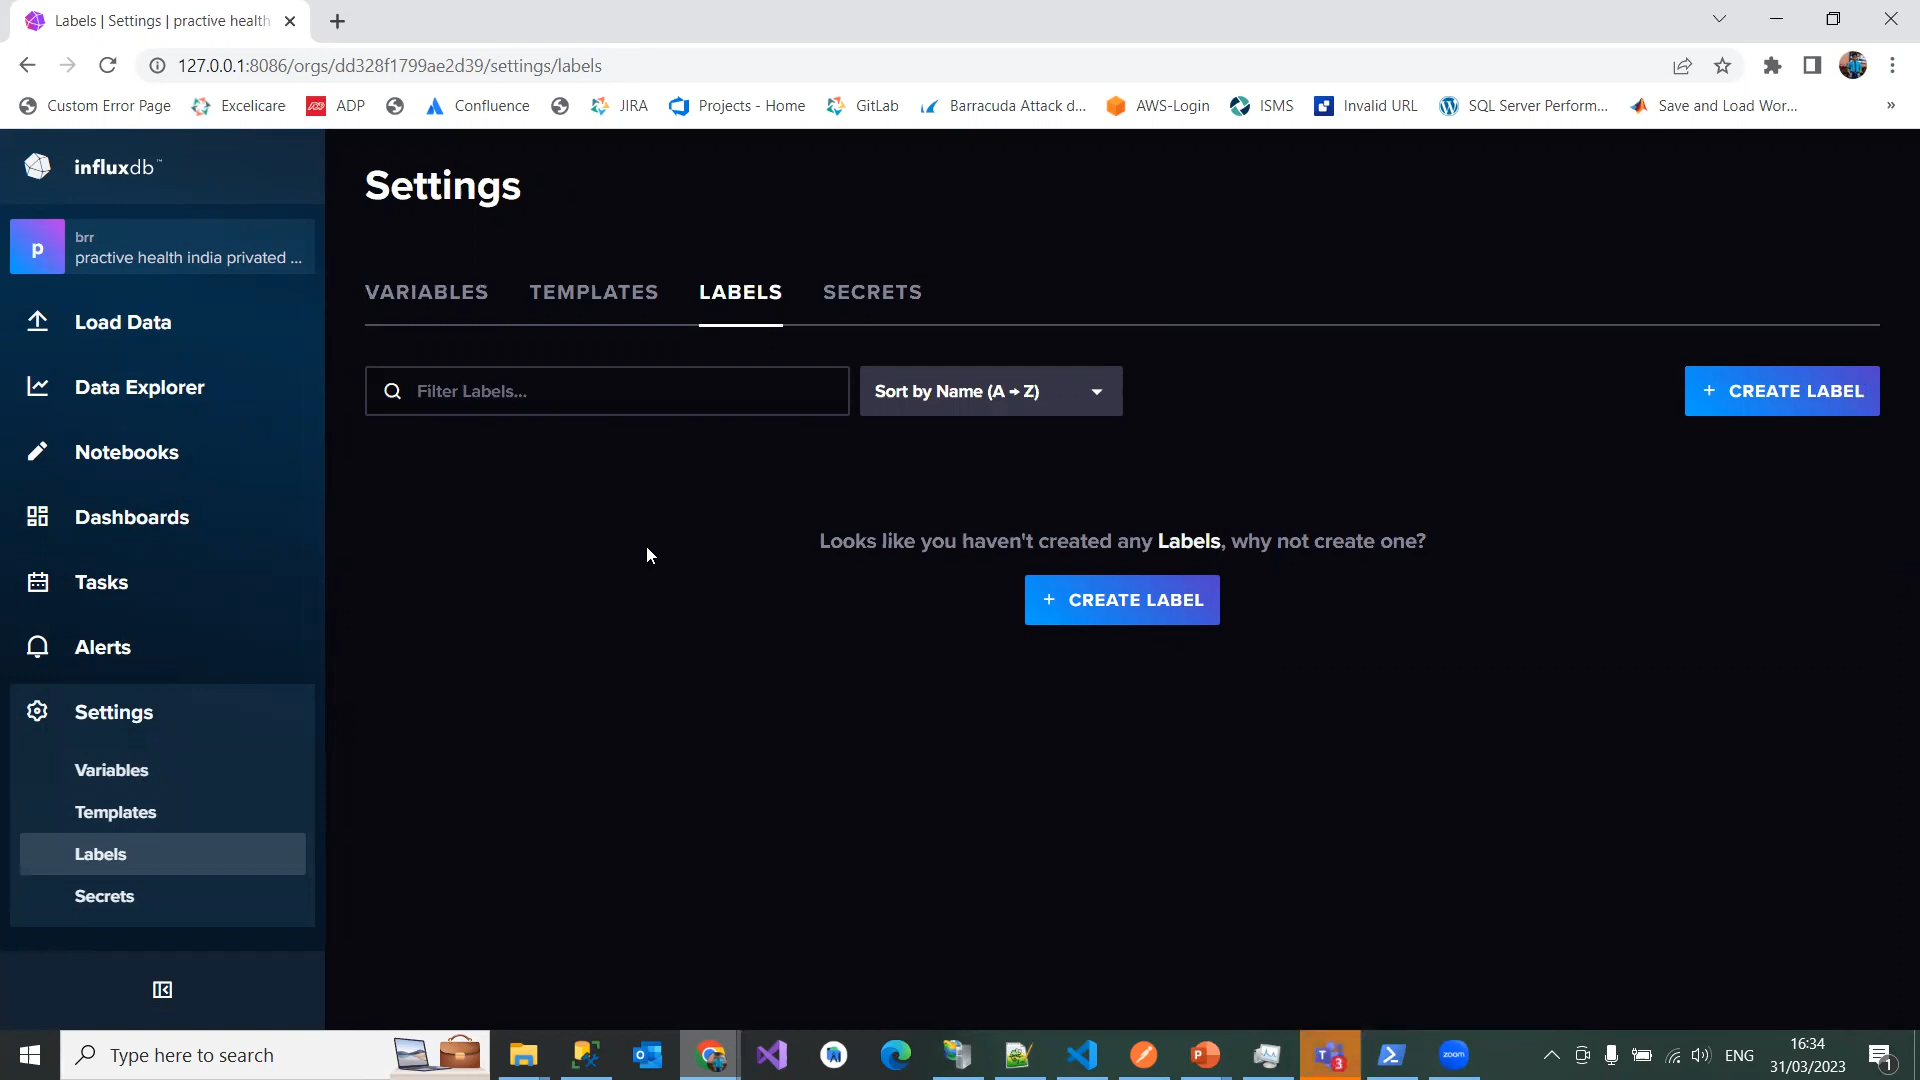 Labels | Settings | practive health
127.0.0.1:8086/orgs/dd328f1799ae2d39/settings/labels
Custom Error Page Excelicare ADP Confluence JIRA Projects - Home GitLab Barracuda Attack d... AWS-Login ISMS Invalid URL SQL Server Perform... Save and Load Wor... »
influxdb™
p
brr
practive health india privated ...
Load Data
Data Explorer
Notebooks
Dashboards
Tasks
Alerts
Settings
Variables
Templates
Labels
Secrets
Settings
VARIABLES TEMPLATES LABELS SECRETS
Filter Labels... Sort by Name (A → Z) + CREATE LABEL
Looks like you haven't created any Labels, why not create one?
+ CREATE LABEL
Type here to search
zoom
3
ENG
16:34
31/03/2023
1